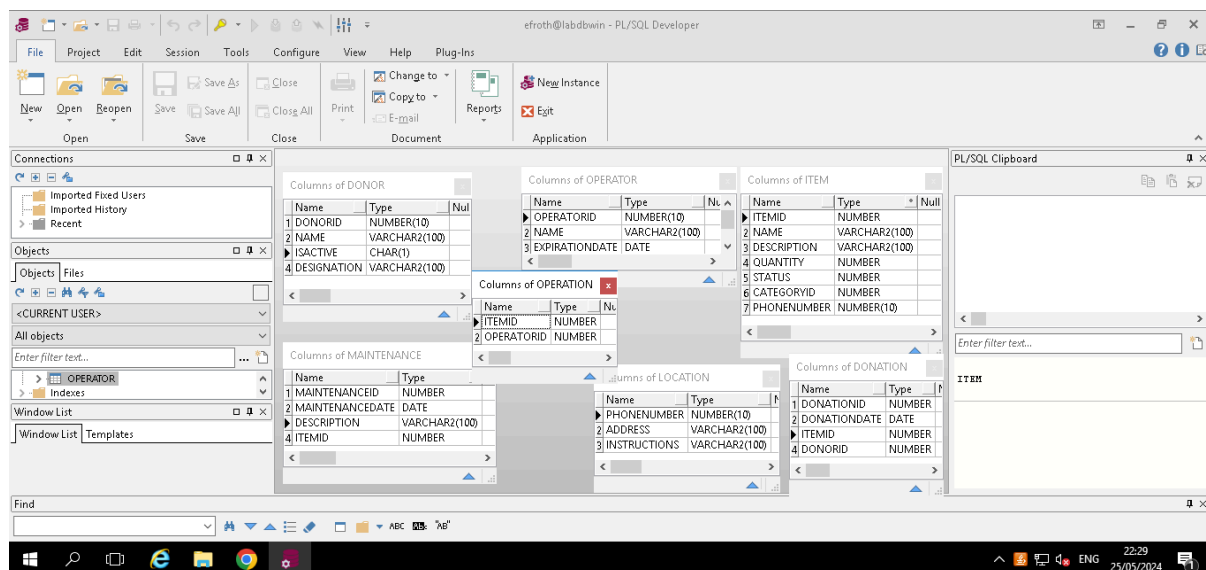 efroth@labdbwin - PL/SQL Developer
File Project Edit Session Tools Configure View Help Plug-Ins
New Open Reopen Save Save As Save All Close Close All Print Change to Copy to E-mail Reports New Instance Exit
Open Save Close Document Application
Connections
Imported Fixed Users
Imported History
Recent
Objects
Objects Files
<CURRENT USER>
All objects
Enter filter text...
OPERATOR
Indexes
Window List
Window List Templates
Columns of DONOR
Name Type Nul
1 DONORID NUMBER(10)
2 NAME VARCHAR2(100)
ISACTIVE CHAR(1)
4 DESIGNATION VARCHAR2(100)
Columns of OPERATOR
Name Type Nu
OPERATORID NUMBER(10)
2 NAME VARCHAR2(100)
3 EXPIRATIONDATE DATE
Columns of ITEM
Name Type Null
ITEMID NUMBER
2 NAME VARCHAR2(100)
3 DESCRIPTION VARCHAR2(100)
4 QUANTITY NUMBER
5 STATUS NUMBER
6 CATEGORYID NUMBER
7 PHONENUMBER NUMBER(10)
Columns of OPERATION
Name Type Nu
ITEMID NUMBER
2 OPERATORID NUMBER
Columns of MAINTENANCE
Name Type
1 MAINTENANCEID NUMBER
2 MAINTENANCEDATE DATE
DESCRIPTION VARCHAR2(100)
4 ITEMID NUMBER
umns of LOCATION
Name Type N
PHONENUMBER NUMBER(10)
2 ADDRESS VARCHAR2(100)
3 INSTRUCTIONS VARCHAR2(100)
Columns of DONATION
Name Type
1 DONATIONID NUMBER
2 DONATIONDATE DATE
ITEMID NUMBER
4 DONORID NUMBER
PL/SQL Clipboard
Enter filter text...
ITEM
Find
ABC AB "AB"
ENG 22:29
25/05/2024